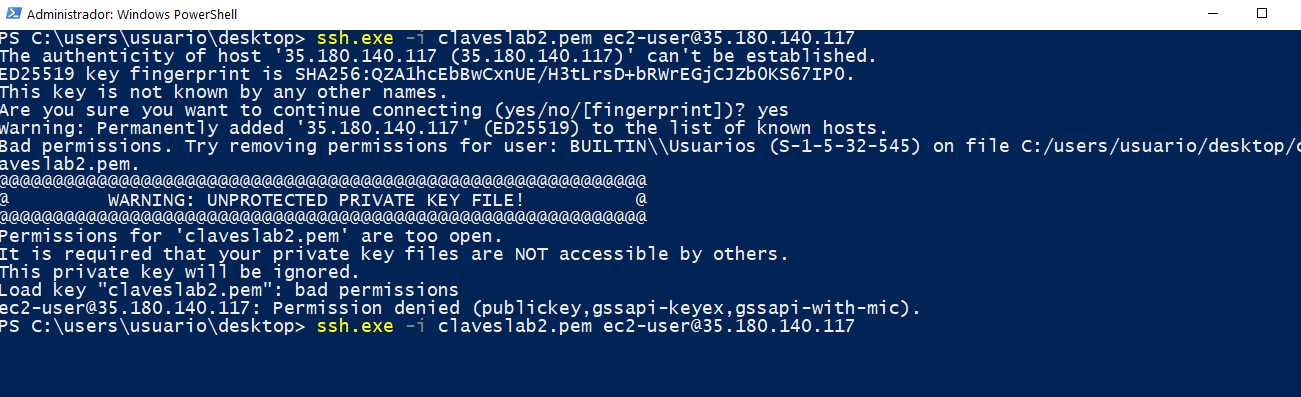 Administrador: Windows PowerShell
PS C:\users\usuario\desktop> ssh.exe -i claveslab2.pem ec2-user@35.180.140.117
The authenticity of host '35.180.140.117 (35.180.140.117)' can't be established.
ED25519 key fingerprint is SHA256:QZA1hcEbBwCxnUE/H3tLrsD+bRWrEGjCJZb0KS67IP0.
This key is not known by any other names.
Are you sure you want to continue connecting (yes/no/[fingerprint])? yes
Warning: Permanently added '35.180.140.117' (ED25519) to the list of known hosts.
Bad permissions. Try removing permissions for user: BUILTIN\\Usuarios (S-1-5-32-545) on file C:/users/usuario/desktop/c
aveslab2.pem.
@@@@@@@@@@@@@@@@@@@@@@@@@@@@@@@@@@@@@@@@@@@@@@@@@@@@@@@@@@@
@         WARNING: UNPROTECTED PRIVATE KEY FILE!          @
@@@@@@@@@@@@@@@@@@@@@@@@@@@@@@@@@@@@@@@@@@@@@@@@@@@@@@@@@@@
Permissions for 'claveslab2.pem' are too open.
It is required that your private key files are NOT accessible by others.
This private key will be ignored.
Load key "claveslab2.pem": bad permissions
ec2-user@35.180.140.117: Permission denied (publickey,gssapi-keyex,gssapi-with-mic).
PS C:\users\usuario\desktop> ssh.exe -i claveslab2.pem ec2-user@35.180.140.117